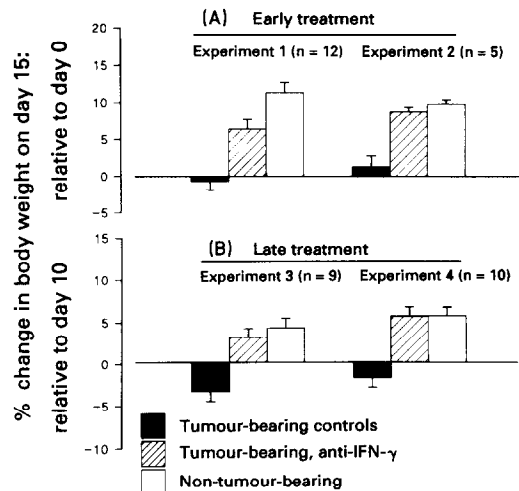 % change in body weight on day 15:
relative to day 0
relative to day 10
(A) Early treatment
Experiment 1 (n = 12) Experiment 2 (n = 5)
20
15
10
5
0
−5
(B) Late treatment
Experiment 3 (n = 9) Experiment 4 (n = 10)
15
10
5
0
−5
−10
Tumour-bearing controls
Tumour-bearing, anti-IFN-γ
Non-tumour-bearing